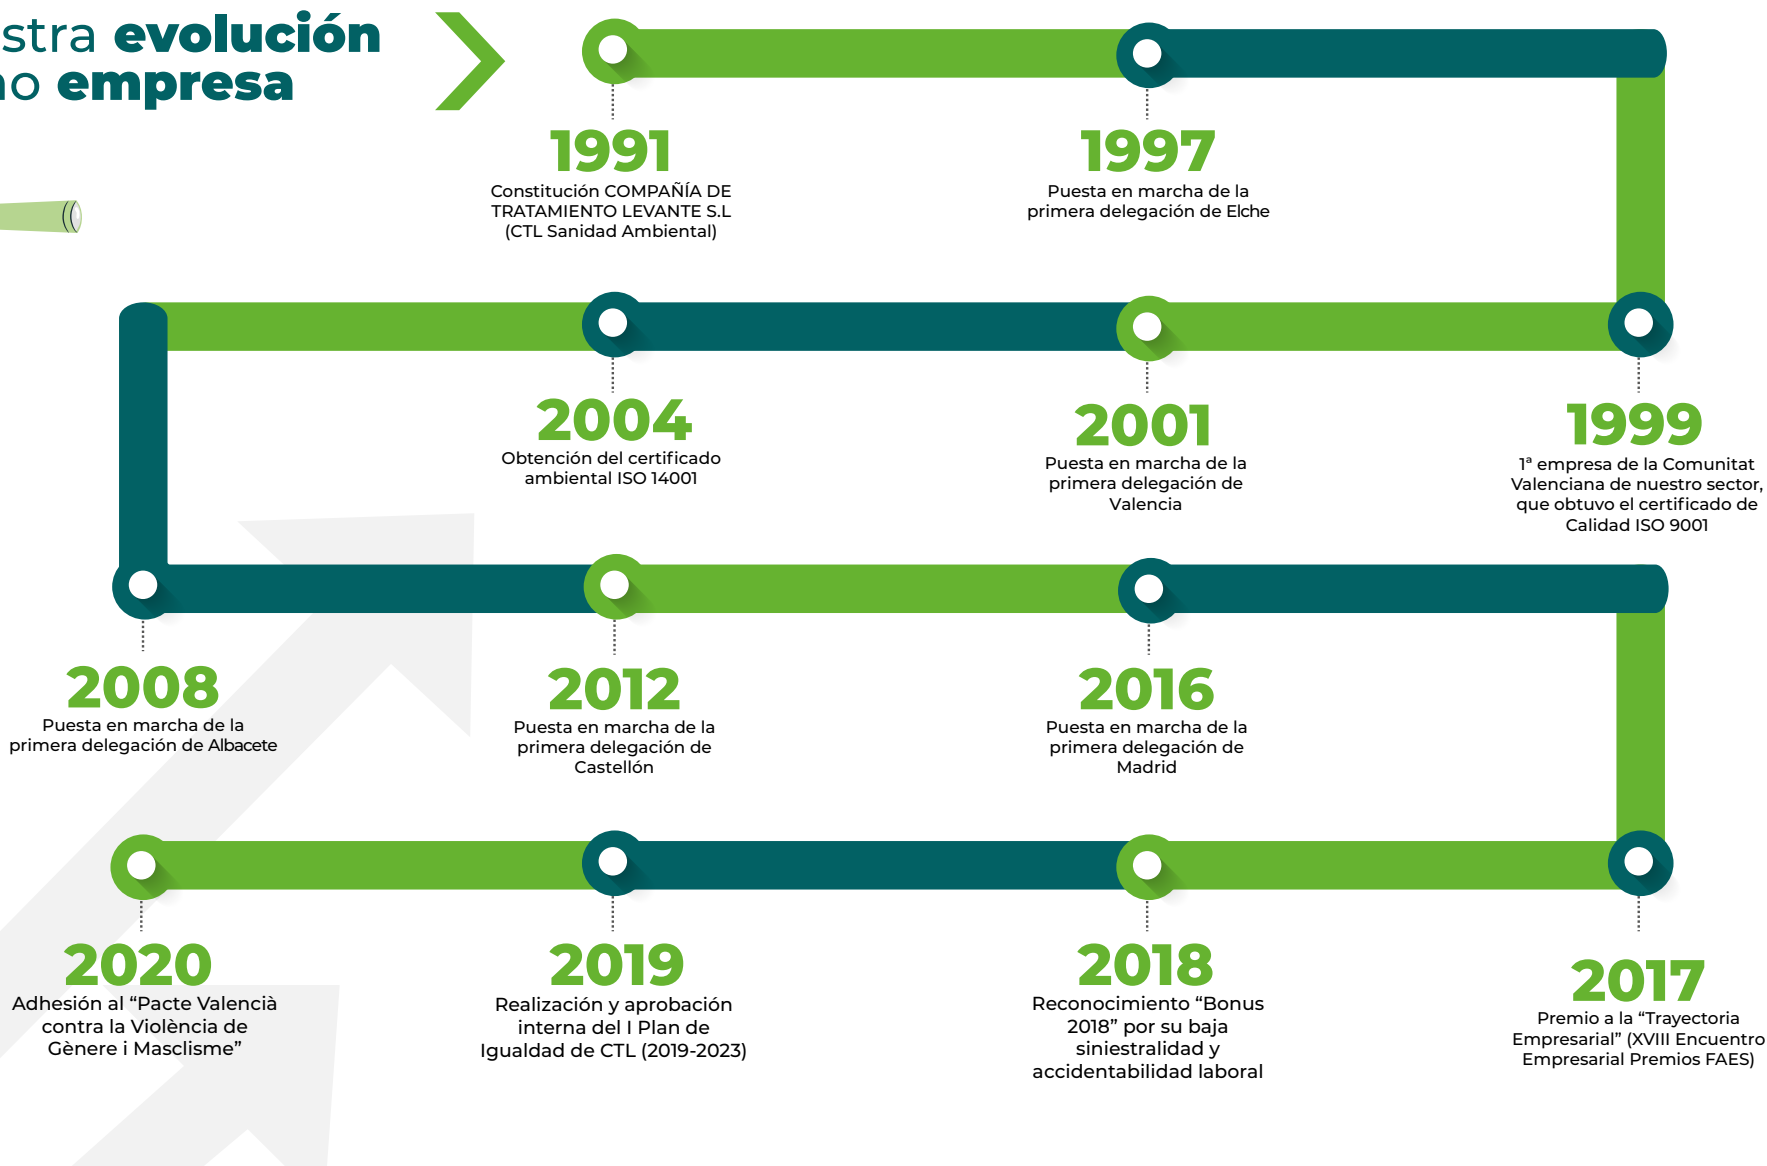 stra evolución
no empresa
1991
Constitución COMPAÑÍA DE
TRATAMIENTO LEVANTE S.L
(CTL Sanidad Ambiental)
1997
Puesta en marcha de la
primera delegación de Elche
1999
1ª empresa de la Comunitat
Valenciana de nuestro sector,
que obtuvo el certificado de
Calidad ISO 9001
2001
Puesta en marcha de la
primera delegación de
Valencia
2004
Obtención del certificado
ambiental ISO 14001
2008
Puesta en marcha de la
primera delegación de Albacete
2012
Puesta en marcha de la
primera delegación de
Castellón
2016
Puesta en marcha de la
primera delegación de
Madrid
2017
Premio a la “Trayectoria
Empresarial” (XVIII Encuentro
Empresarial Premios FAES)
2018
Reconocimiento “Bonus
2018” por su baja
siniestralidad y
accidentabilidad laboral
2019
Realización y aprobación
interna del I Plan de
Igualdad de CTL (2019-2023)
2020
Adhesión al “Pacte Valencià
contra la Violència de
Gènere i Masclisme”